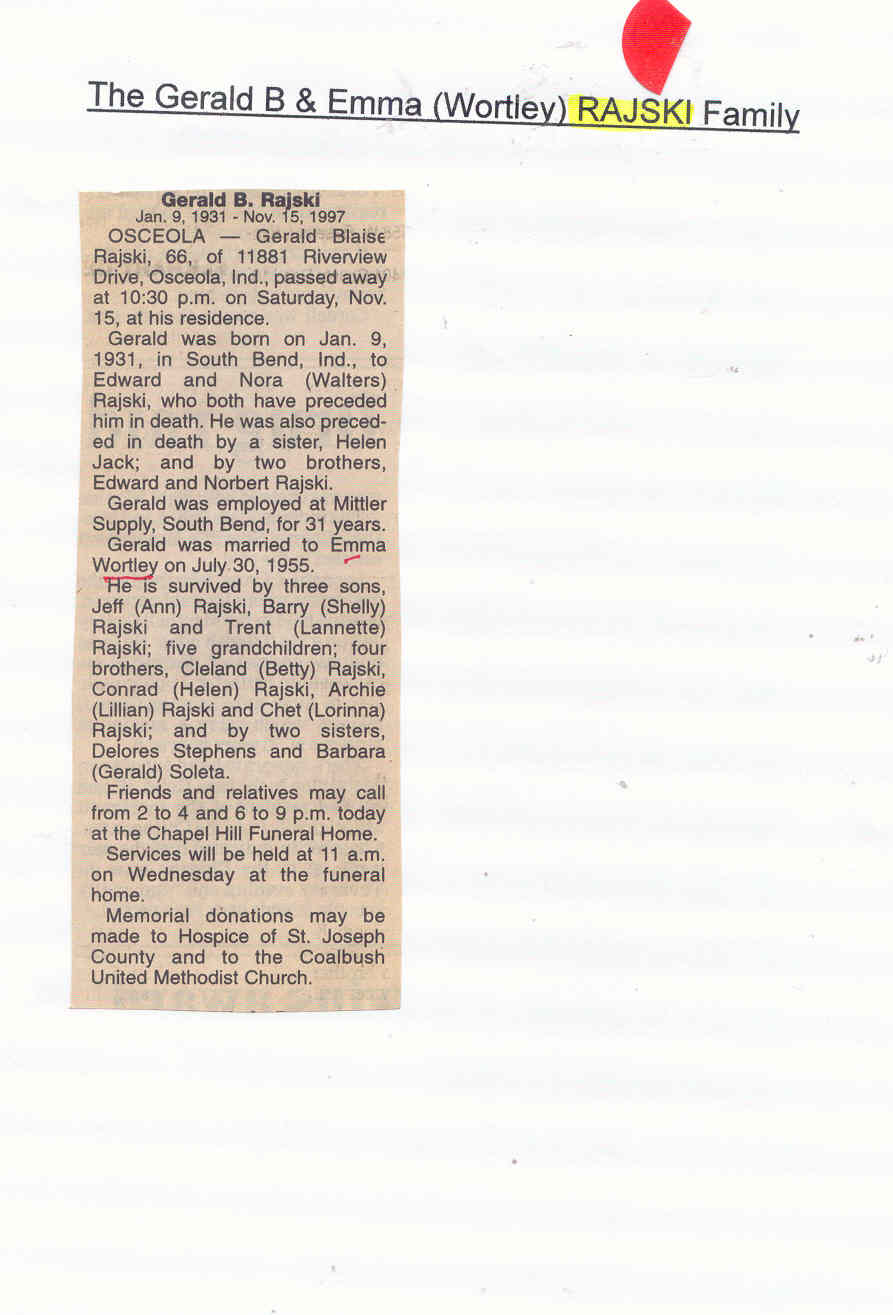 The Gerald B & Emma (Wortley) RAJSKI Family
Gerald B. Rajski
Jan. 9, 1931 - Nov. 15, 1997
OSCEOLA — Gerald Blaise
Rajski, 66, of 11881 Riverview
Drive, Osceola, Ind., passed away
at 10:30 p.m. on Saturday, Nov.
15, at his residence.
Gerald was born on Jan. 9,
1931, in South Bend, Ind., to
Edward and Nora (Walters)
Rajski, who both have preceded
him in death. He was also preced-
ed in death by a sister, Helen
Jack; and by two brothers,
Edward and Norbert Rajski.
Gerald was employed at Mittler
Supply, South Bend, for 31 years.
Gerald was married to Emma
Wortley on July 30, 1955.
He is survived by three sons,
Jeff (Ann) Rajski, Barry (Shelly)
Rajski and Trent (Lannette)
Rajski; five grandchildren; four
brothers, Cleland (Betty) Rajski,
Conrad (Helen) Rajski, Archie
(Lillian) Rajski and Chet (Lorinna)
Rajski; and by two sisters,
Delores Stephens and Barbara
(Gerald) Soleta.
Friends and relatives may call
from 2 to 4 and 6 to 9 p.m. today
at the Chapel Hill Funeral Home.
Services will be held at 11 a.m.
on Wednesday at the funeral
home.
Memorial donations may be
made to Hospice of St. Joseph
County and to the Coalbush
United Methodist Church.